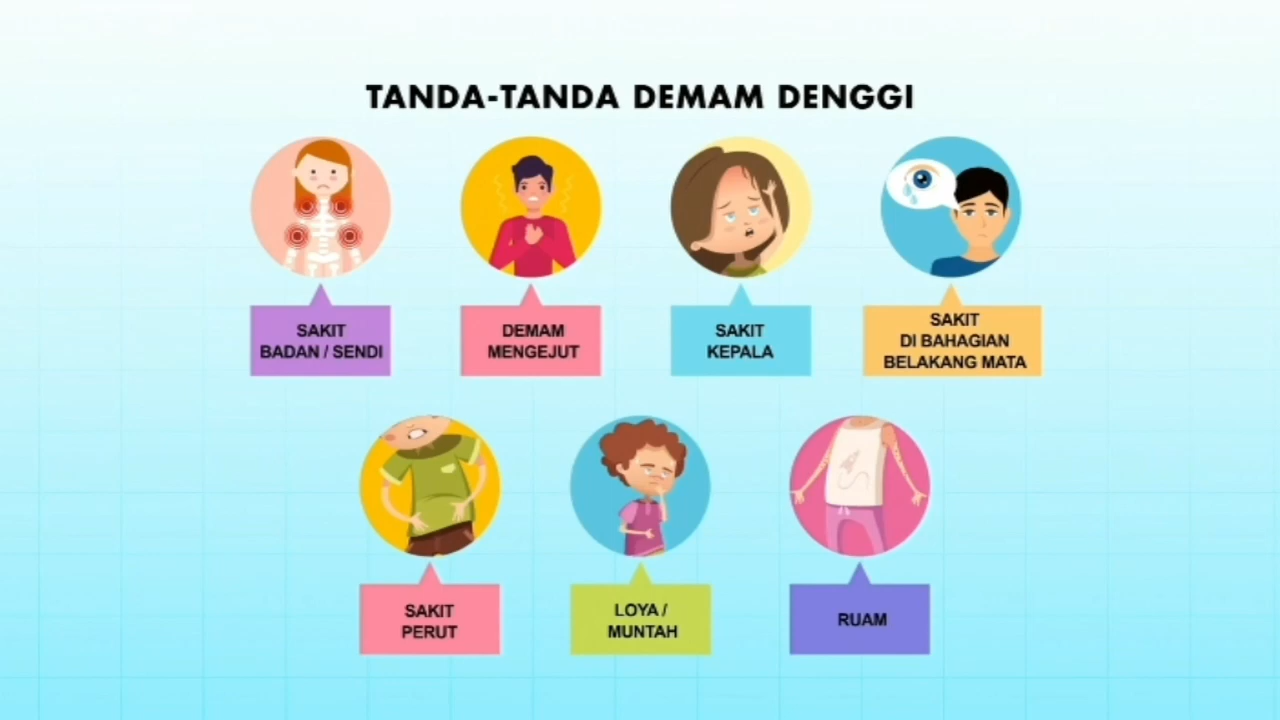 TANDA-TANDA DEMAM DENGGI
SAKIT
BADAN / SENDI
DEMAM
MENGEJUT
SAKIT
KEPALA
SAKIT
DI BAHAGIAN
BELAKANG MATA
SAKIT
PERUT
LOYA /
MUNTAH
RUAM